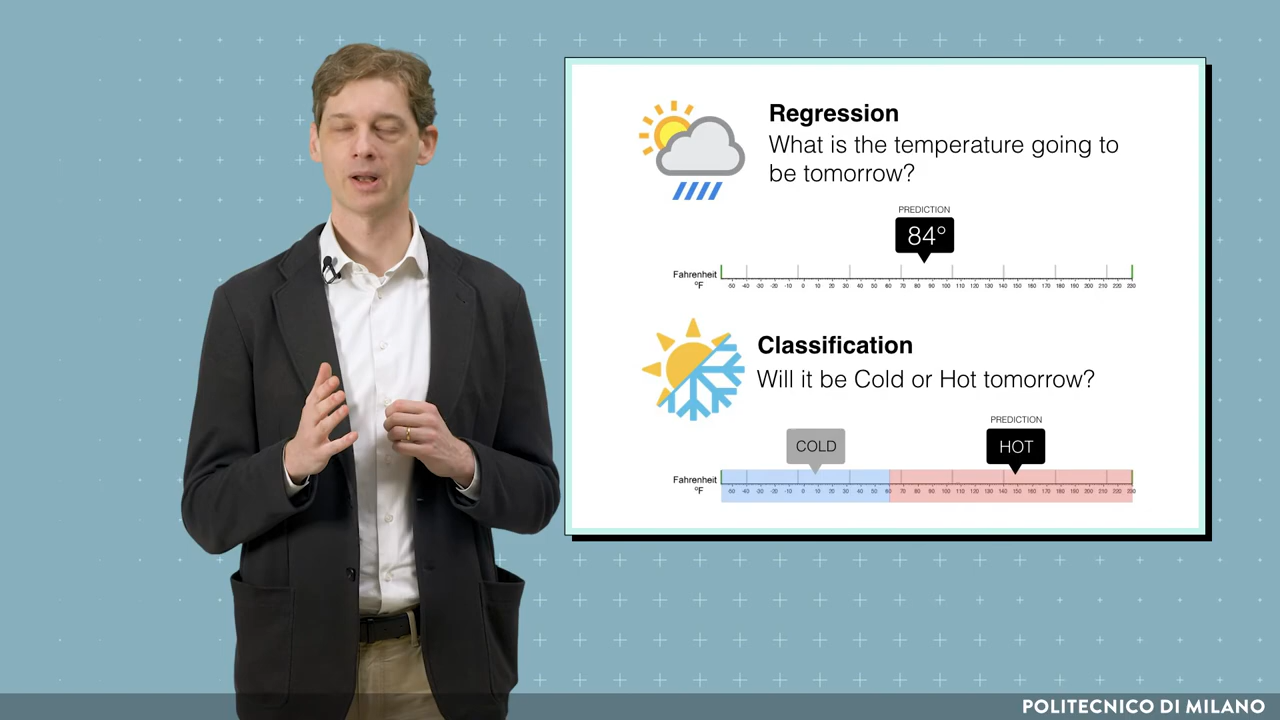 Regression
What is the temperature going to
be tomorrow?
PREDICTION
84°
Fahrenheit
°F
Classification
Will it be Cold or Hot tomorrow?
PREDICTION
COLD
HOT
Fahrenheit
°F
POLITECNICO DI MILANO